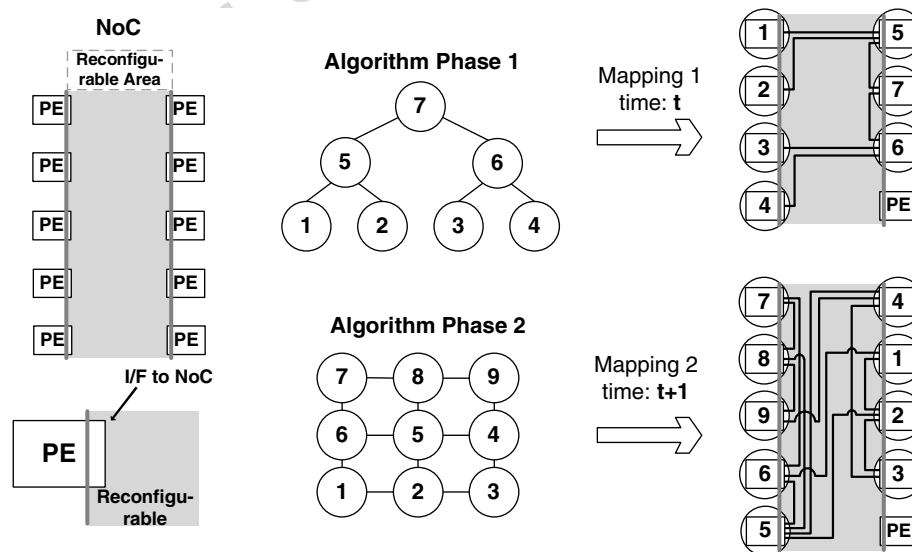 NoC
Reconfigu-
rable Area
PE PE
PE PE
PE PE
PE PE
PE PE
I/F to NoC
PE
Reconfigu-
rable
Algorithm Phase 1
7
5 6
1 2 3 4
Mapping 1
time: t
1 5
2 7
3 6
4 PE
Algorithm Phase 2
7 8 9
6 5 4
1 2 3
Mapping 2
time: t+1
7 4
8 1
9 2
6 3
5 PE